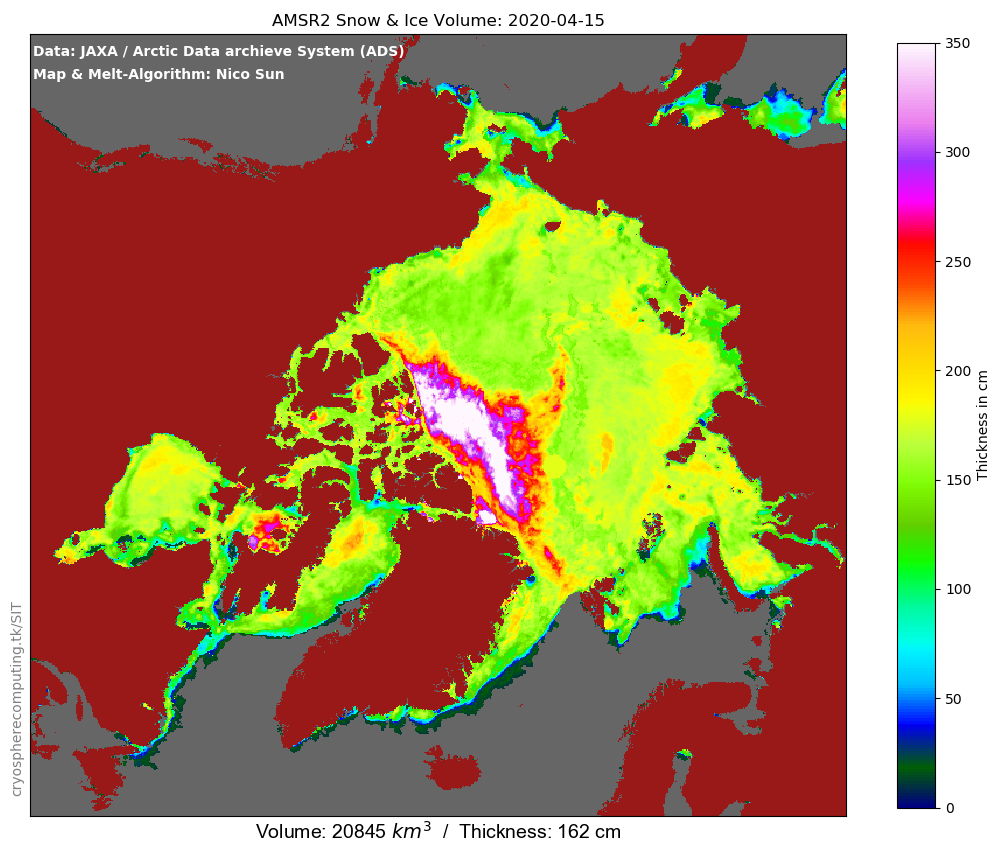 AMSR2 Snow & Ice Volume: 2020-04-15
Data: JAXA / Arctic Data archieve System (ADS)
Map & Melt-Algorithm: Nico Sun
350
300
250
200
150
100
50
0
Thickness in cm
cryospherecomputing.tk/SIT
Volume: 20845 km³ / Thickness: 162 cm